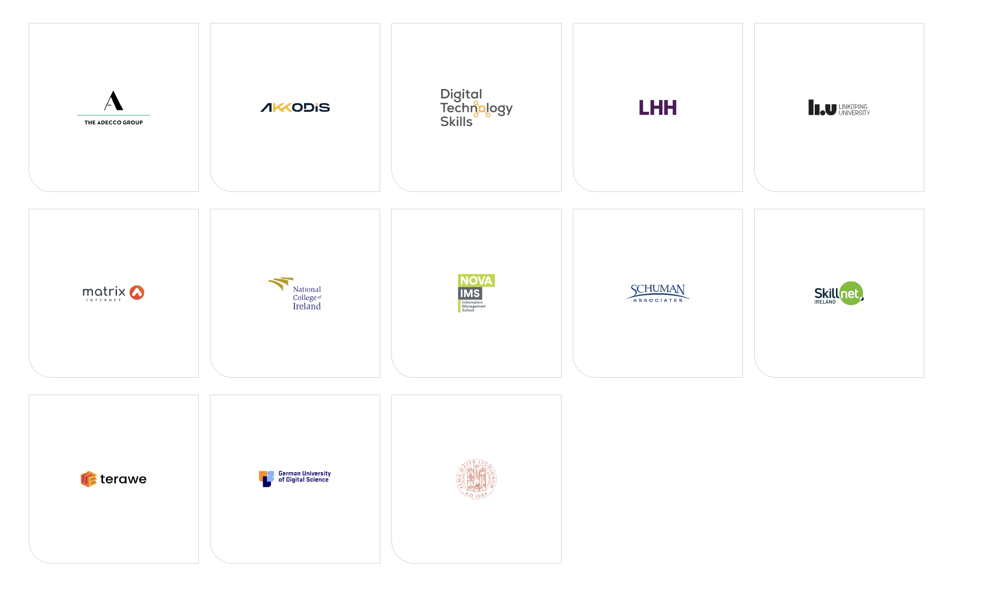 A
THE ADECCO GROUP
AKKODiS
Digital
Technology
Skills
LHH
li.u LINKÖPING
UNIVERSITY
matrix
INTERNET
National
College of
Ireland
NOVA
IMS
Information
Management
School
SCHUMAN
ASSOCIATES
Skillnet
IRELAND
terawe
German University
of Digital Science
ALMA MATER STUDIORUM
A.D. 1088